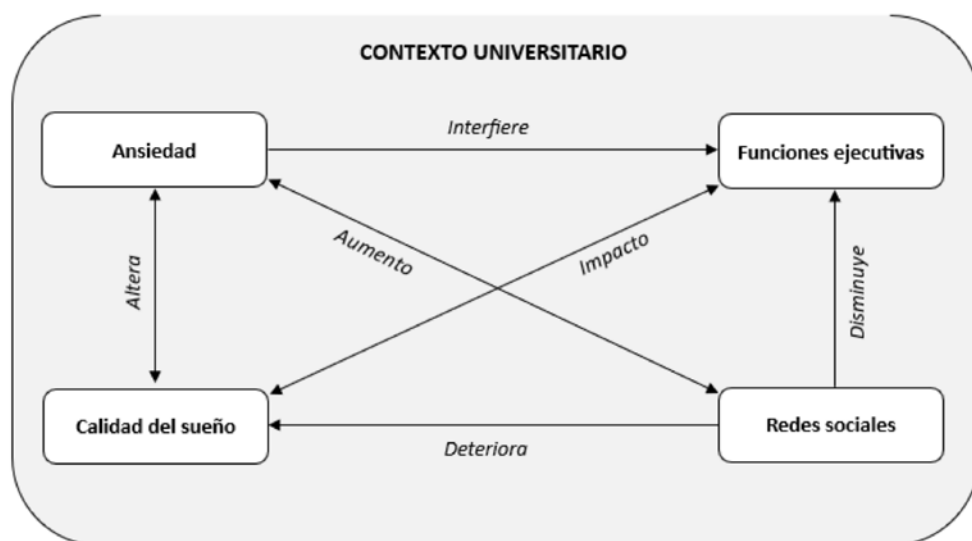 CONTEXTO UNIVERSITARIO
Ansiedad
Interfiere
Funciones ejecutivas
Altera
Aumento
Impacto
Disminuye
Calidad del sueño
Deteriora
Redes sociales